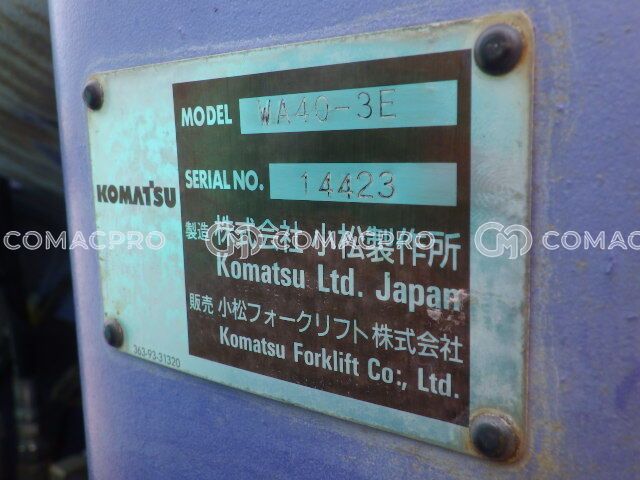 MODEL WA40-3E
SERIAL NO. 14423
KOMATSU
製造 株式会社 小松製作所
Komatsu Ltd. Japan
販売 小松フォークリフト株式会社
Komatsu Forklift Co:, Ltd.
363-93-31320
COMACPRO COMACPRO COMAC